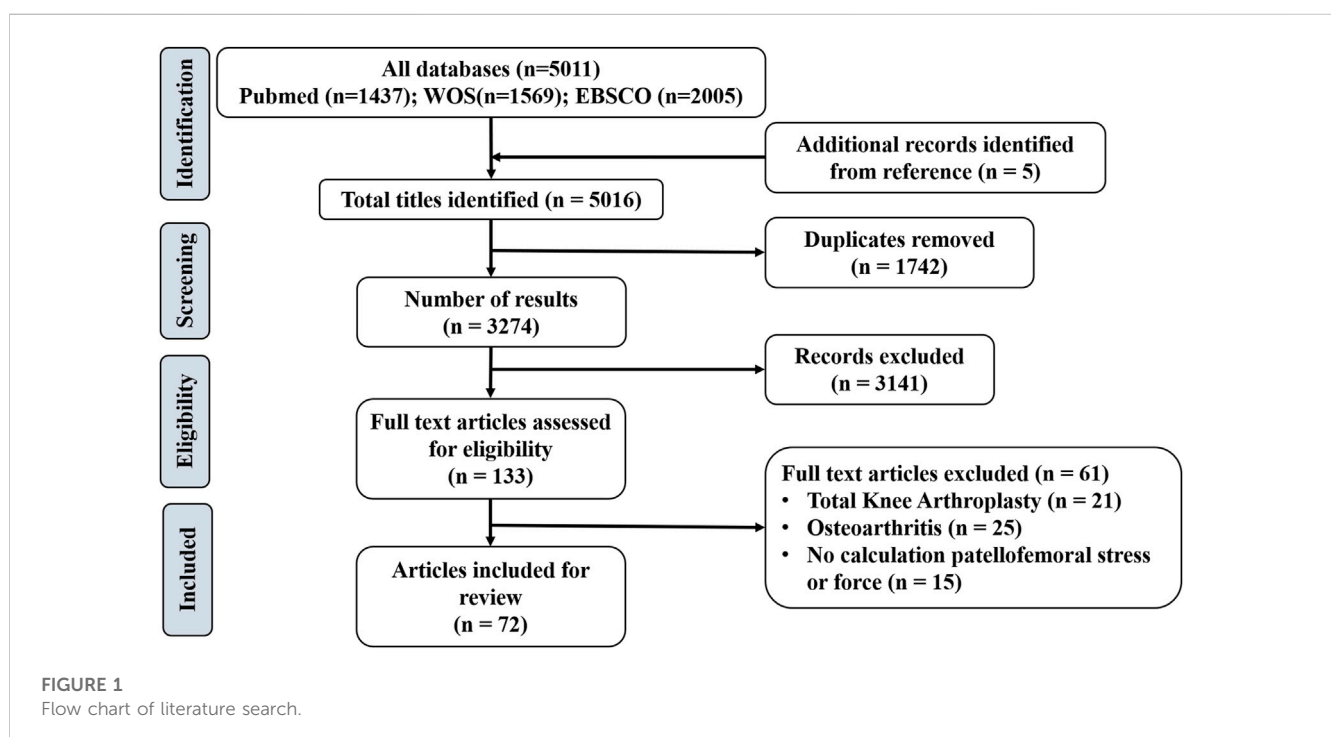 Identification
All databases (n=5011)
Pubmed (n=1437); WOS(n=1569); EBSCO (n=2005)
Additional records identified
from reference (n = 5)
Total titles identified (n = 5016)
Screening
Duplicates removed
(n = 1742)
Number of results
(n = 3274)
Records excluded
(n = 3141)
Eligibility
Full text articles assessed
for eligibility
(n = 133)
Full text articles excluded (n = 61)
• Total Knee Arthroplasty (n = 21)
• Osteoarthritis (n = 25)
• No calculation patellofemoral stress
or force (n = 15)
Included
Articles included for
review
(n = 72)
FIGURE 1
Flow chart of literature search.